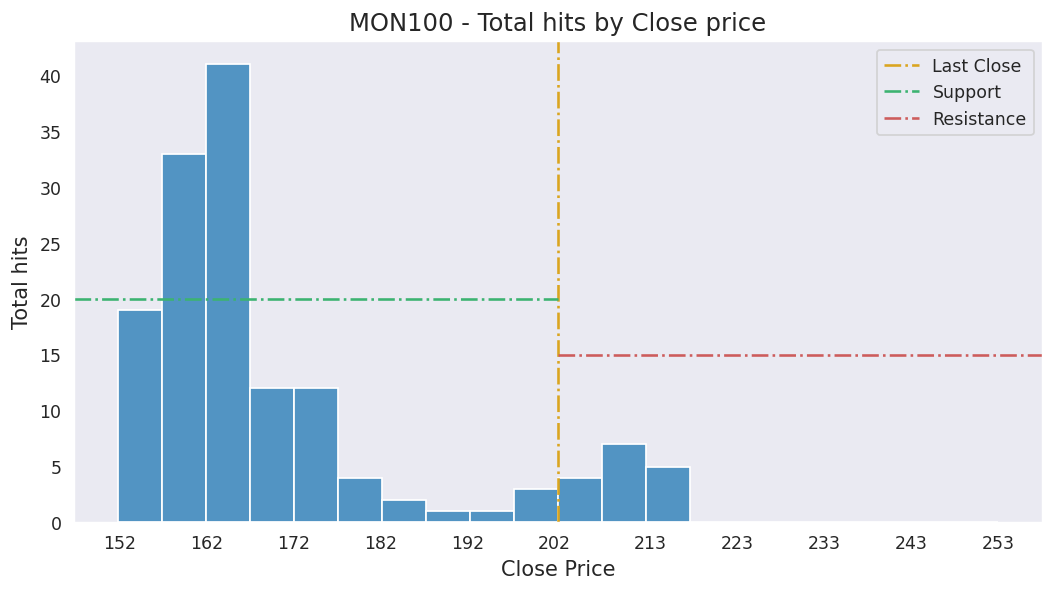 MON100 - Total hits by Close price
Last Close
Support
Resistance
Total hits
40
35
30
25
20
15
10
5
0
152 162 172 182 192 202 213 223 233 243 253
Close Price